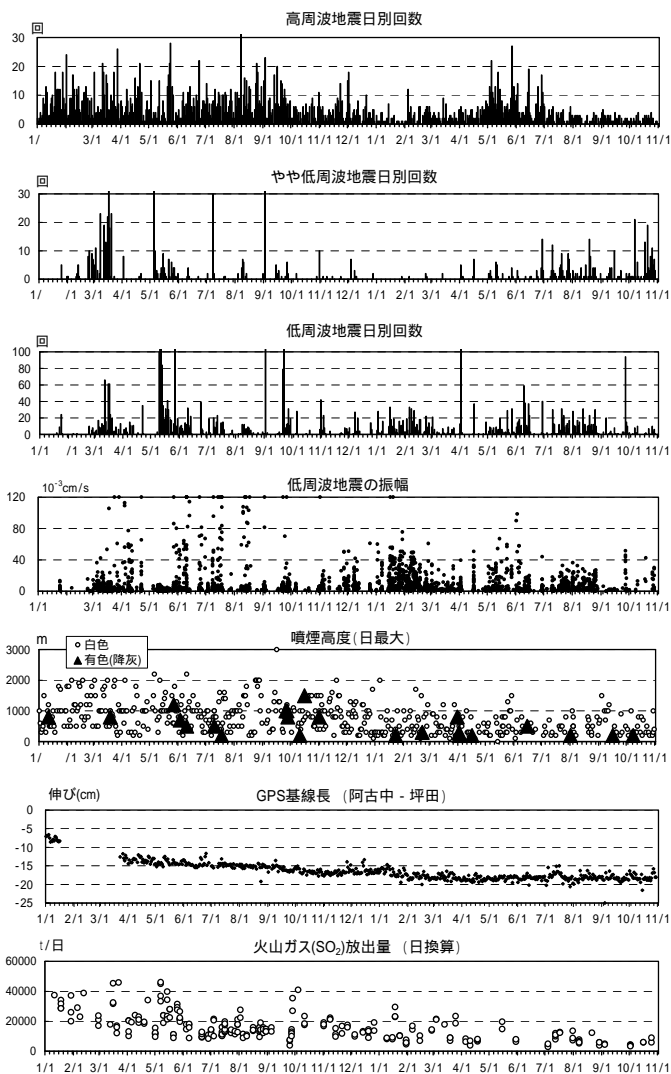 高周波地震日別回数
回
30
20
10
0
1/ 3/1 4/1 5/1 6/1 7/1 8/1 9/1 10/1 11/1 12/1 1/1 2/1 3/1 4/1 5/1 6/1 7/1 8/1 9/1 10/1 11/1
やや低周波地震日別回数
回
30
20
10
0
1/ /1 3/1 4/1 5/1 6/1 7/1 8/1 9/1 10/1 11/1 12/1 1/1 2/1 3/1 4/1 5/1 6/1 7/1 8/1 9/1 10/1 11/1
低周波地震日別回数
回
100
80
60
40
20
0
1/1 3/1 4/1 5/1 6/1 7/1 8/1 9/1 10/1 11/1 12/1 1/1 2/1 3/1 4/1 5/1 6/1 7/1 8/1 9/1 10/1 11/1
低周波地震の振幅
10⁻³cm/s
120
80
40
0
1/1 3/1 4/1 5/1 6/1 7/1 8/1 9/1 10/1 11/1 12/1 1/1 2/1 3/1 4/1 5/1 6/1 7/1 8/1 9/1 10/1 11/1
噴煙高度(日最大)
m
○ 白色
▲ 有色(降灰)
3000
2000
1000
0
1/ 3/1 4/1 5/1 6/1 7/1 8/1 9/1 10/1 11/1 12/1 1/1 2/1 3/1 4/1 5/1 6/1 7/1 8/1 9/1 10/1 11/1
GPS基線長 (阿古中 - 坪田)
伸び(cm)
0
-5
-10
-15
-20
-25
1/1 2/1 3/1 4/1 5/1 6/1 7/1 8/1 9/1 10/1 11/1 12/1 1/1 2/1 3/1 4/1 5/1 6/1 7/1 8/1 9/1 10/1 11/1
火山ガス(SO₂)放出量 (日換算)
t/日
60000
40000
20000
0
1/1 2/1 3/1 4/1 5/1 6/1 7/1 8/1 9/1 10/1 11/1 12/1 1/1 2/1 3/1 4/1 5/1 6/1 7/1 8/1 9/1 10/1 11/1